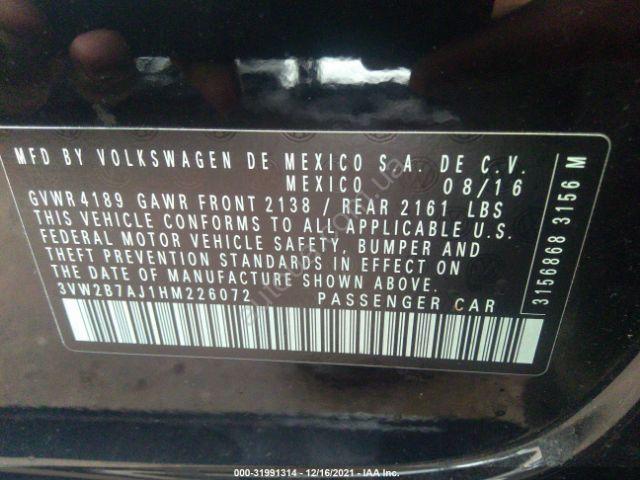 MFD BY VOLKSWAGEN DE MEXICO S.A. DE C.V.
MEXICO 08/16
GVWR 4189 GAWR FRONT 2138 / REAR 2161 LBS
THIS VEHICLE CONFORMS TO ALL APPLICABLE U.S.
FEDERAL MOTOR VEHICLE SAFETY, BUMPER AND
THEFT PREVENTION STANDARDS IN EFFECT ON
THE DATE OF MANUFACTURE SHOWN ABOVE.
3VW2B7AJ1HM226072 PASSENGER CAR
3156868 3156 M
000-31991314 - 12/16/2021 - IAA Inc.